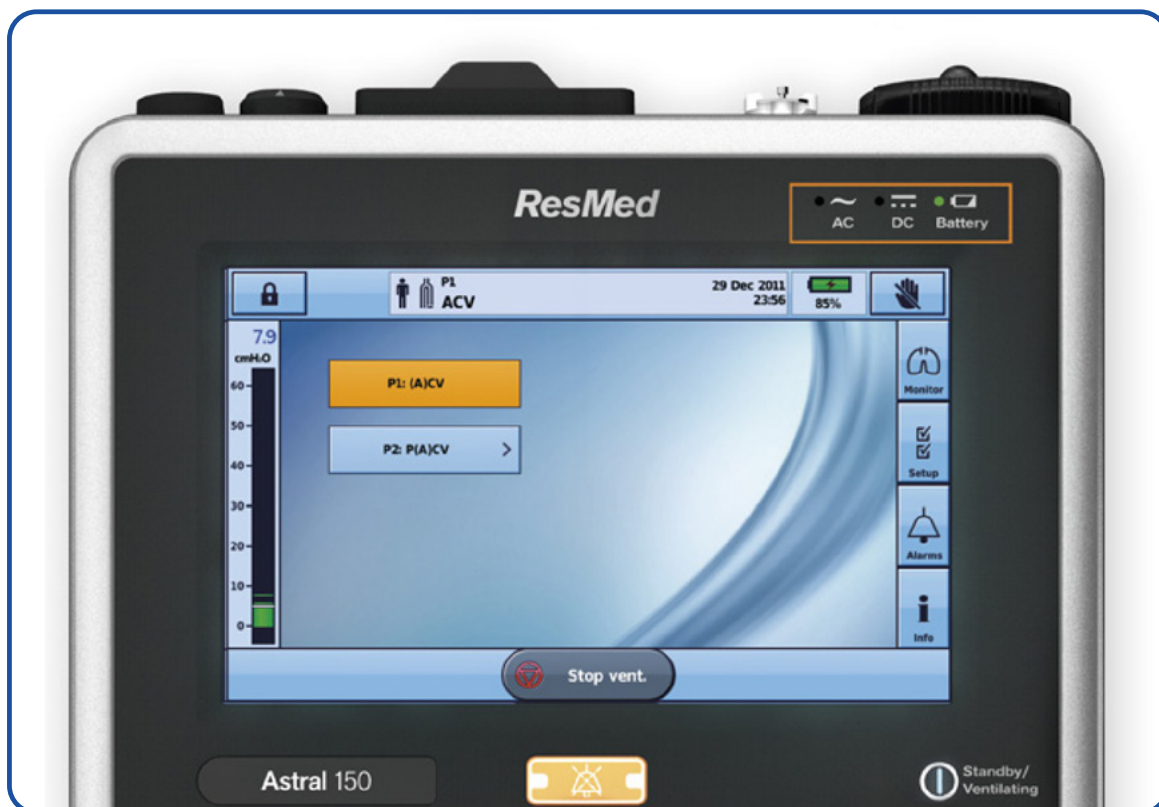 ResMed
AC DC Battery
P1
ACV
29 Dec 2011
23:56
85%
7.9
cmH₂O
60
50
40
30
20
10
0
P1: (A)CV
P2: P(A)CV
Monitor
Setup
Alarms
Info
Stop vent.
Astral 150
Standby/
Ventilating